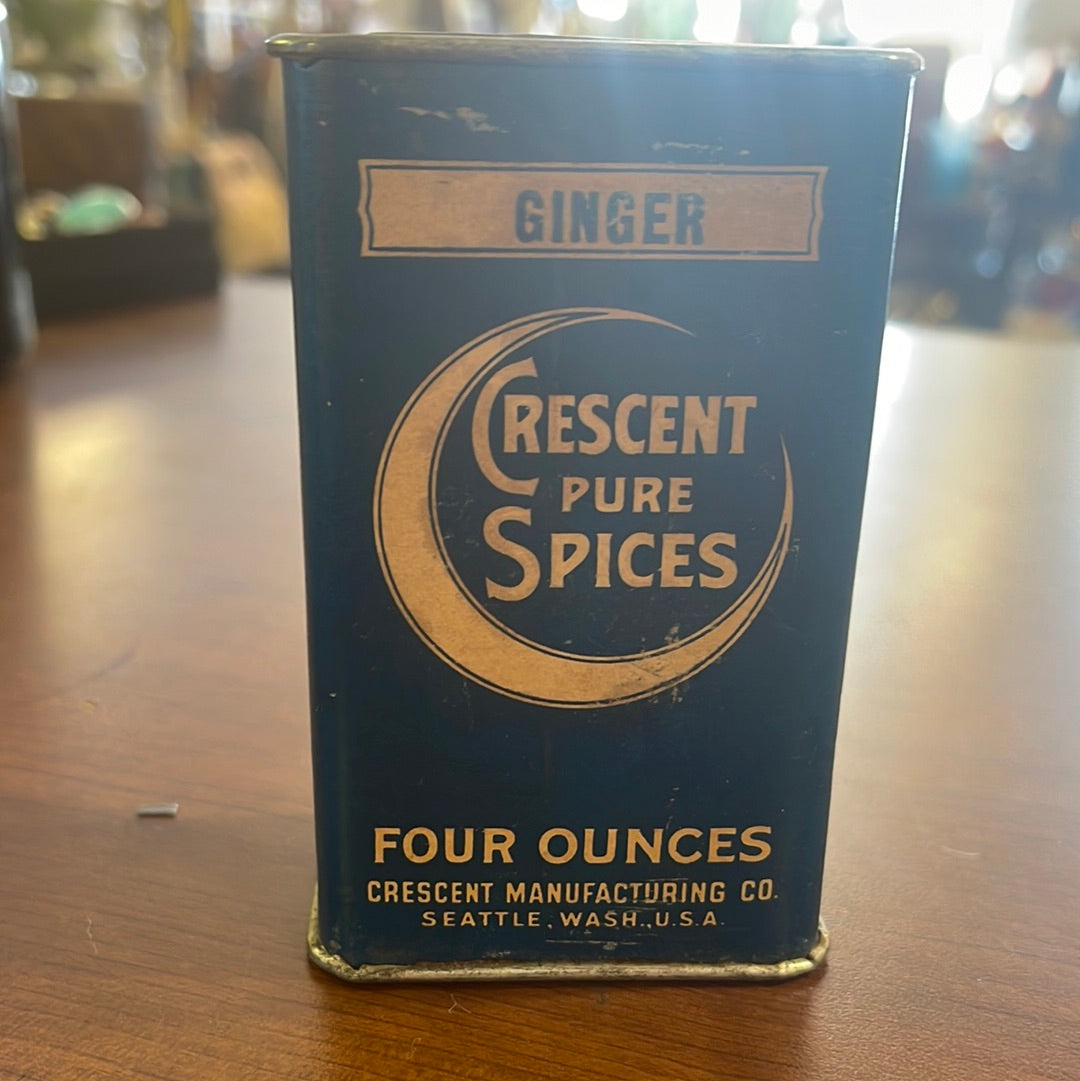 GINGER
CRESCENT
PURE
SPICES
FOUR OUNCES
CRESCENT MANUFACTURING CO.
SEATTLE, WASH., U.S.A.